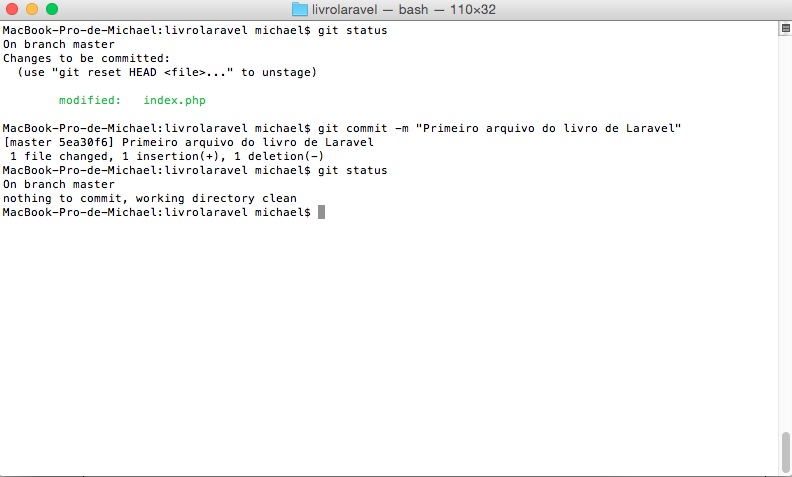 livrolaravel — bash — 110×32
MacBook-Pro-de-Michael:livrolaravel michael$ git status
On branch master
Changes to be committed:
  (use "git reset HEAD <file>..." to unstage)
        modified:   index.php
MacBook-Pro-de-Michael:livrolaravel michael$ git commit -m "Primeiro arquivo do livro de Laravel"
[master 5ea30f6] Primeiro arquivo do livro de Laravel
 1 file changed, 1 insertion(+), 1 deletion(-)
MacBook-Pro-de-Michael:livrolaravel michael$ git status
On branch master
nothing to commit, working directory clean
MacBook-Pro-de-Michael:livrolaravel michael$